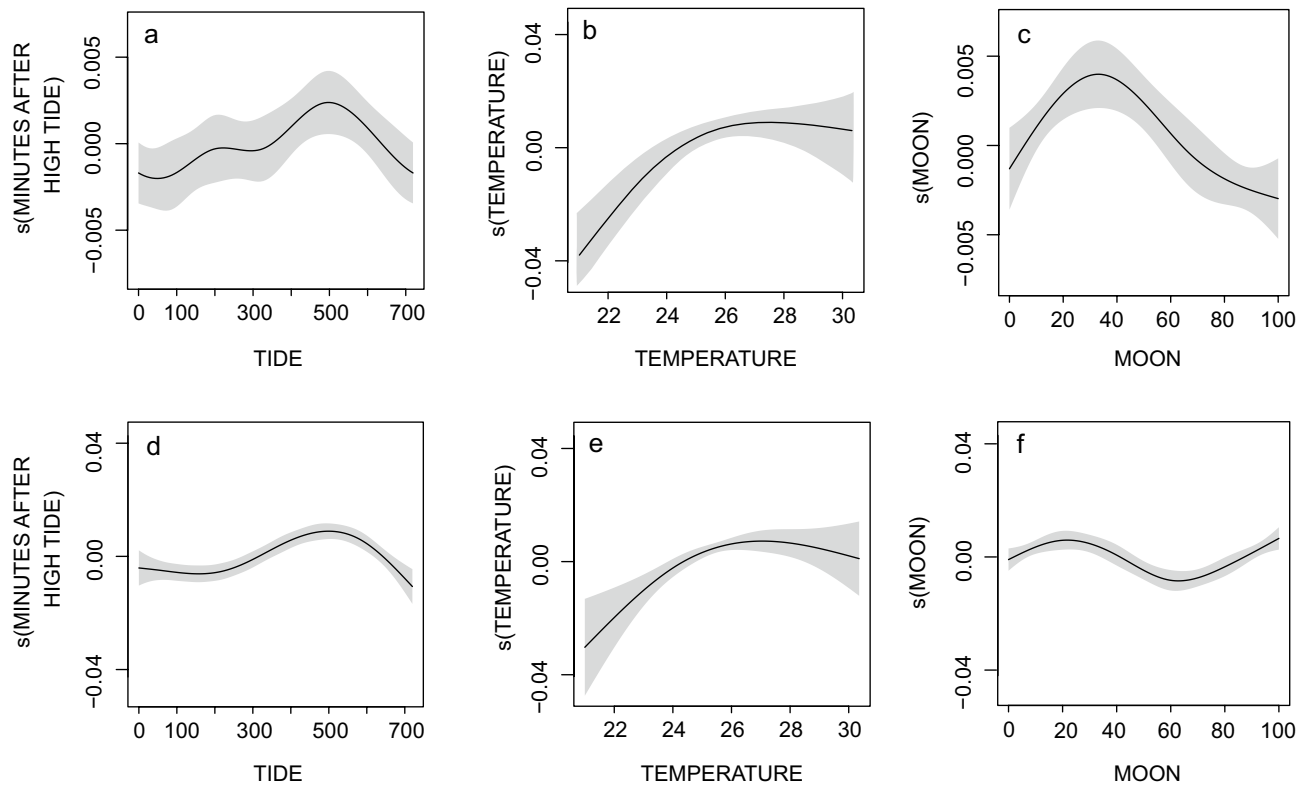 a
s(MINUTES AFTER
HIGH TIDE)
0.005
0.000
−0.005
0 100 300 500 700
TIDE
b
s(TEMPERATURE)
0.04
0.00
−0.04
22 24 26 28 30
TEMPERATURE
c
s(MOON)
0.005
0.000
−0.005
0 20 40 60 80 100
MOON
d
s(MINUTES AFTER
HIGH TIDE)
0.04
0.00
−0.04
0 100 300 500 700
TIDE
e
s(TEMPERATURE)
0.04
0.00
−0.04
22 24 26 28 30
TEMPERATURE
f
s(MOON)
0.04
0.00
−0.04
0 20 40 60 80 100
MOON